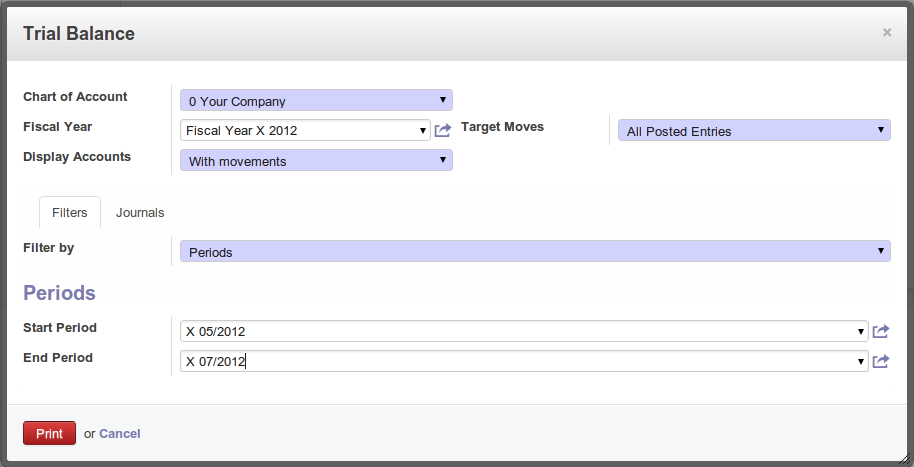 Trial Balance
×
Chart of Account
0 Your Company
Fiscal Year
Fiscal Year X 2012
Target Moves
All Posted Entries
Display Accounts
With movements
Filters
Journals
Filter by
Periods
Periods
Start Period
X 05/2012
End Period
X 07/2012
Print or Cancel